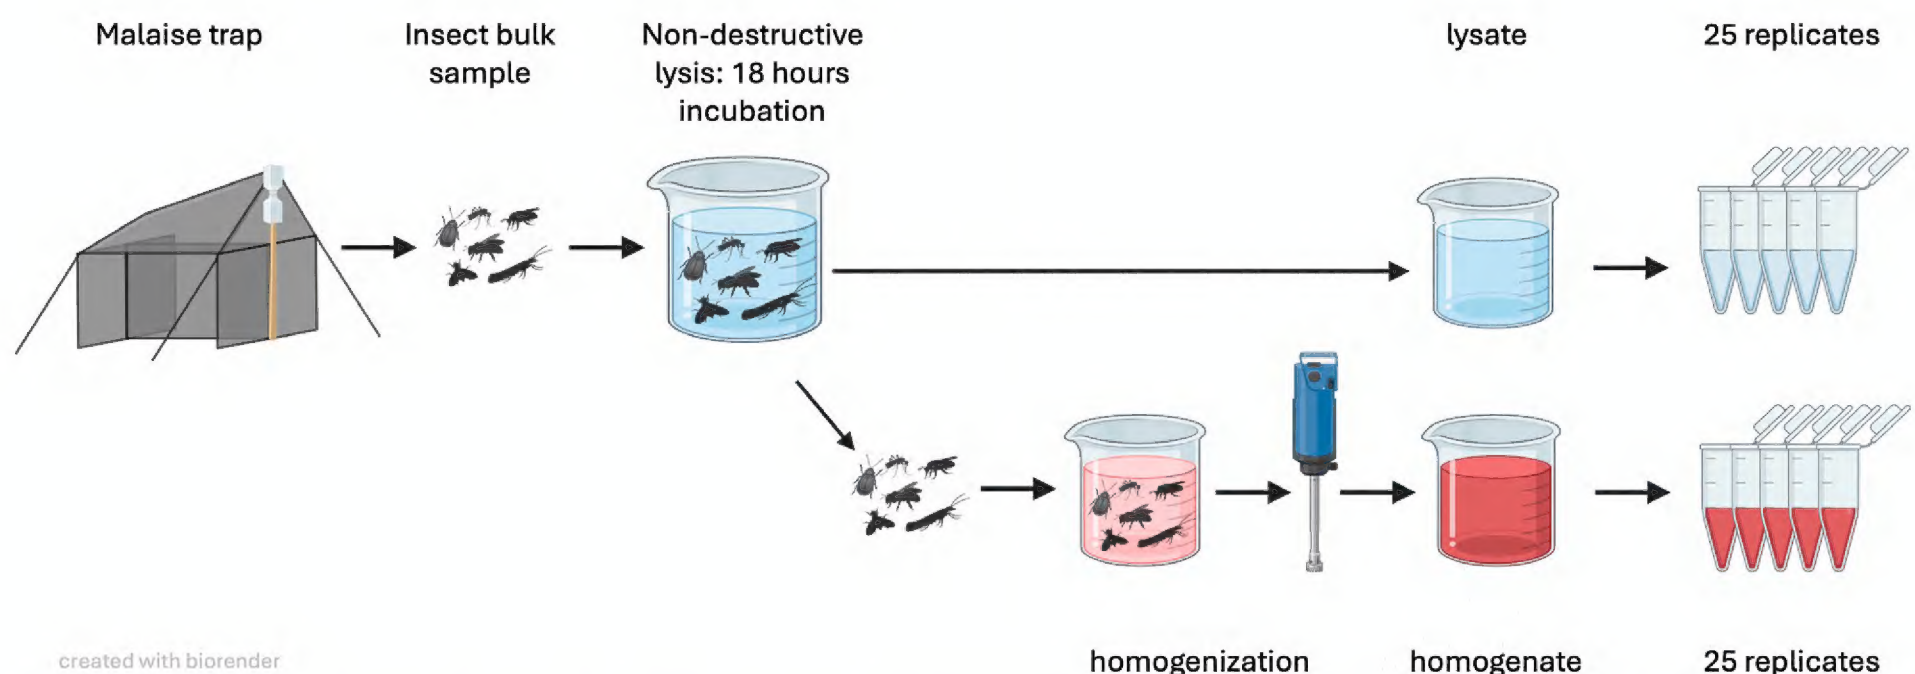 Malaise trap
Insect bulk
sample
Non-destructive
lysis: 18 hours
incubation
lysate
25 replicates
homogenization
homogenate
25 replicates
created with biorender